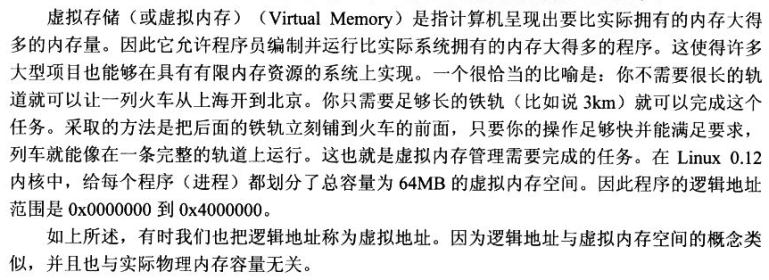 虚拟存储（或虚拟内存）（Virtual Memory）是指计算机呈现出要比实际拥有的内存大得
多的内存量。因此它允许程序员编制并运行比实际系统拥有的内存大得多的程序。这使得许多
大型项目也能够在具有有限内存资源的系统上实现。一个很恰当的比喻是：你不需要很长的轨
道就可以让一列火车从上海开到北京。你只需要足够长的铁轨（比如说 3km）就可以完成这个
任务。采取的方法是把后面的铁轨立刻铺到火车的前面，只要你的操作足够快并能满足要求，
列车就能像在一条完整的轨道上运行。这也就是虚拟内存管理需要完成的任务。在 Linux 0.12
内核中，给每个程序（进程）都划分了总容量为 64MB 的虚拟内存空间。因此程序的逻辑地址
范围是 0x0000000 到 0x4000000。
如上所述，有时我们也把逻辑地址称为虚拟地址。因为逻辑地址与虚拟内存空间的概念类
似，并且也与实际物理内存容量无关。